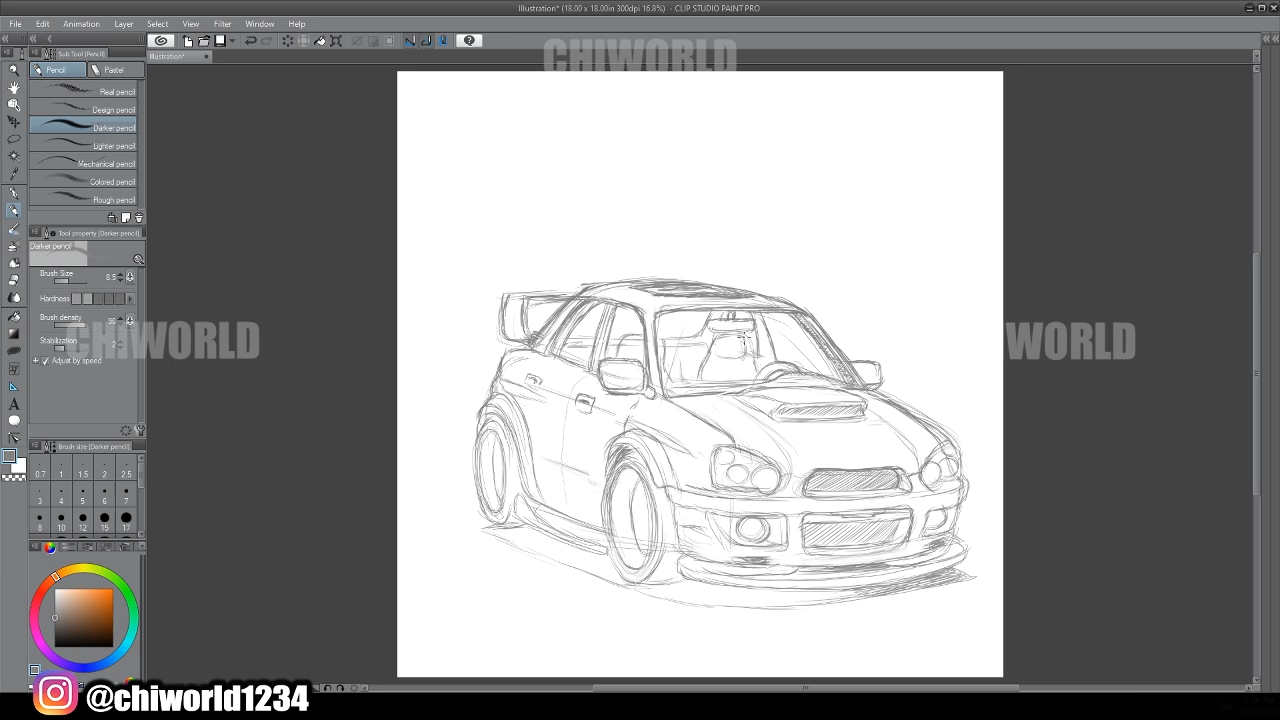 Illustration* (18.00 x 18.00in 300dpi 16.8%) - CLIP STUDIO PAINT PRO
File Edit Animation Layer Select View Filter Window Help
Sub Tool [Pencil]
Illustration*
CHIWORLD
Pencil Pastel
Real pencil
Design pencil
Darker pencil
Lighter pencil
Mechanical pencil
Colored pencil
Rough pencil
Tool property [Darker pencil]
Darker pencil
Brush Size 8.5
Hardness
Brush density
CHIWORLD
CHIWORLD
Stabilization 2
Adjust by speed
Brush size [Darker pencil]
0.7 1 1.5 2 2.5
3 4 5 6 7
8 10 12 15 17
@chiworld1234